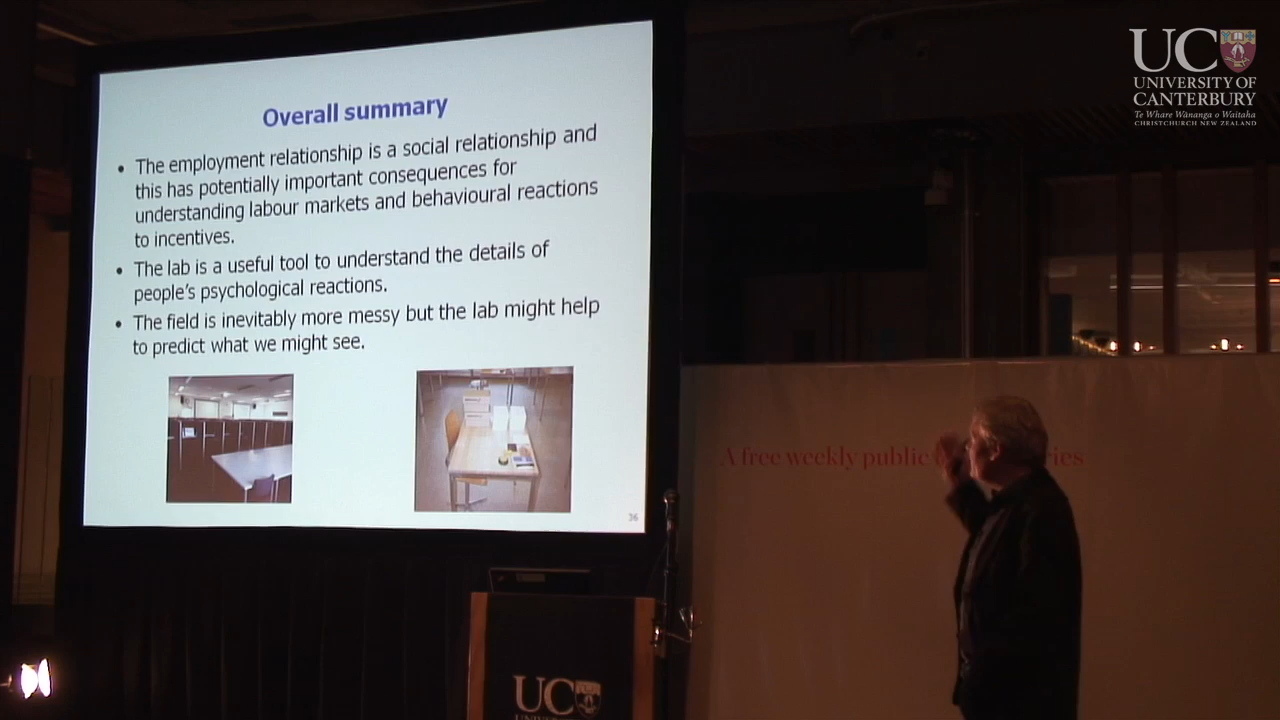 Overall summary
• The employment relationship is a social relationship and
this has potentially important consequences for
understanding labour markets and behavioural reactions
to incentives.
• The lab is a useful tool to understand the details of
people's psychological reactions.
• The field is inevitably more messy but the lab might help
to predict what we might see.
36
UC
UNIVERSITY OF
CANTERBURY
Te Whare Wānanga o Waitaha
CHRISTCHURCH NEW ZEALAND
A free weekly public
UC